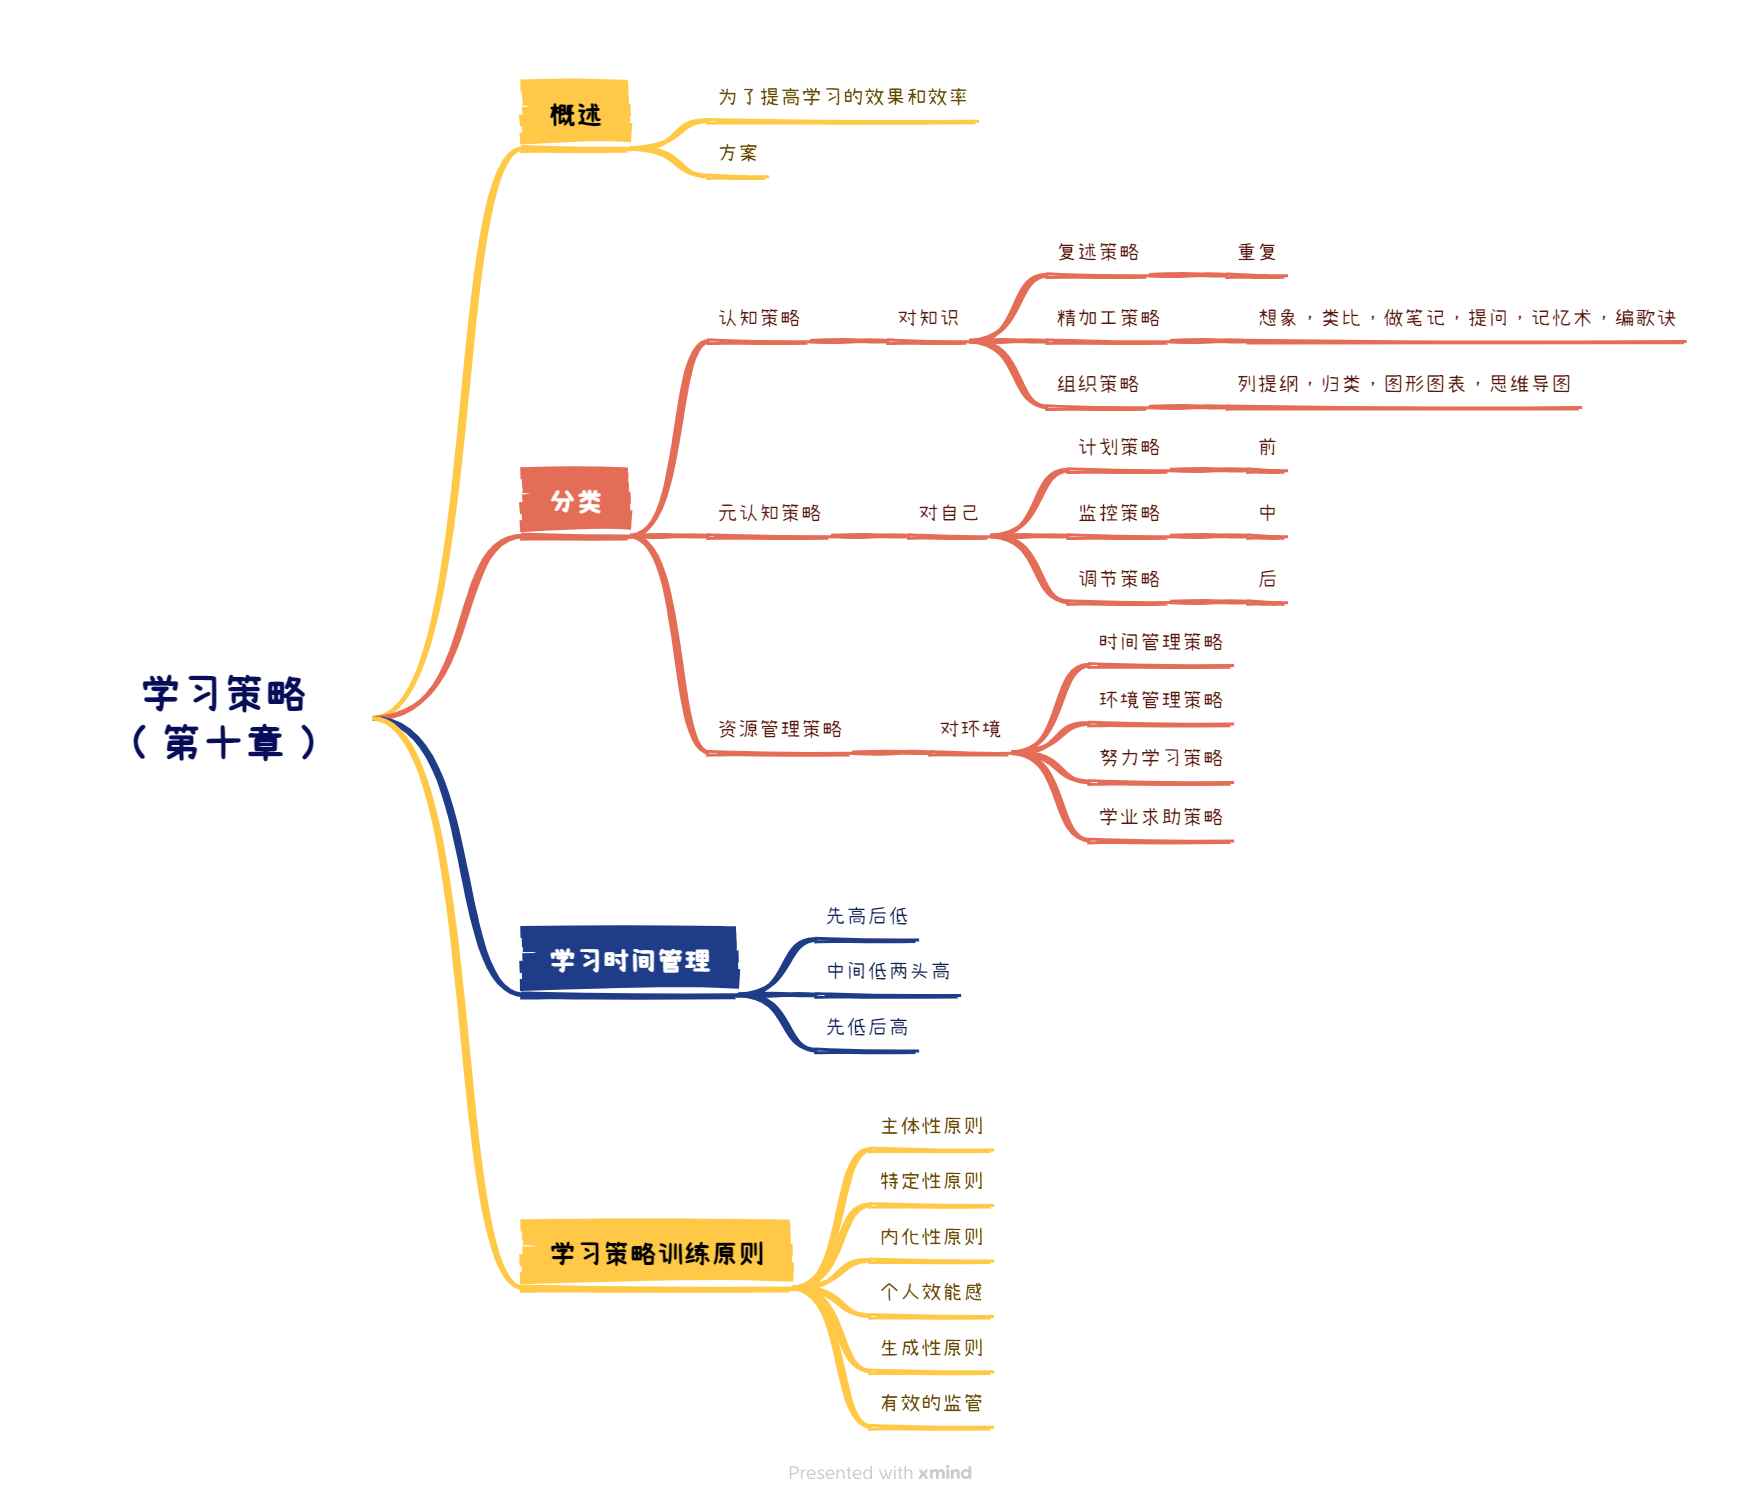 学习策略
（第十章）
概述
为了提高学习的效果和效率
方案
分类
认知策略
对知识
复述策略
重复
精加工策略
想象，类比，做笔记，提问，记忆术，编歌诀
组织策略
列提纲，归类，图形图表，思维导图
元认知策略
对自己
计划策略
前
监控策略
中
调节策略
后
资源管理策略
对环境
时间管理策略
环境管理策略
努力学习策略
学业求助策略
学习时间管理
先高后低
中间低两头高
先低后高
学习策略训练原则
主体性原则
特定性原则
内化性原则
个人效能感
生成性原则
有效的监管
Presented with xmind